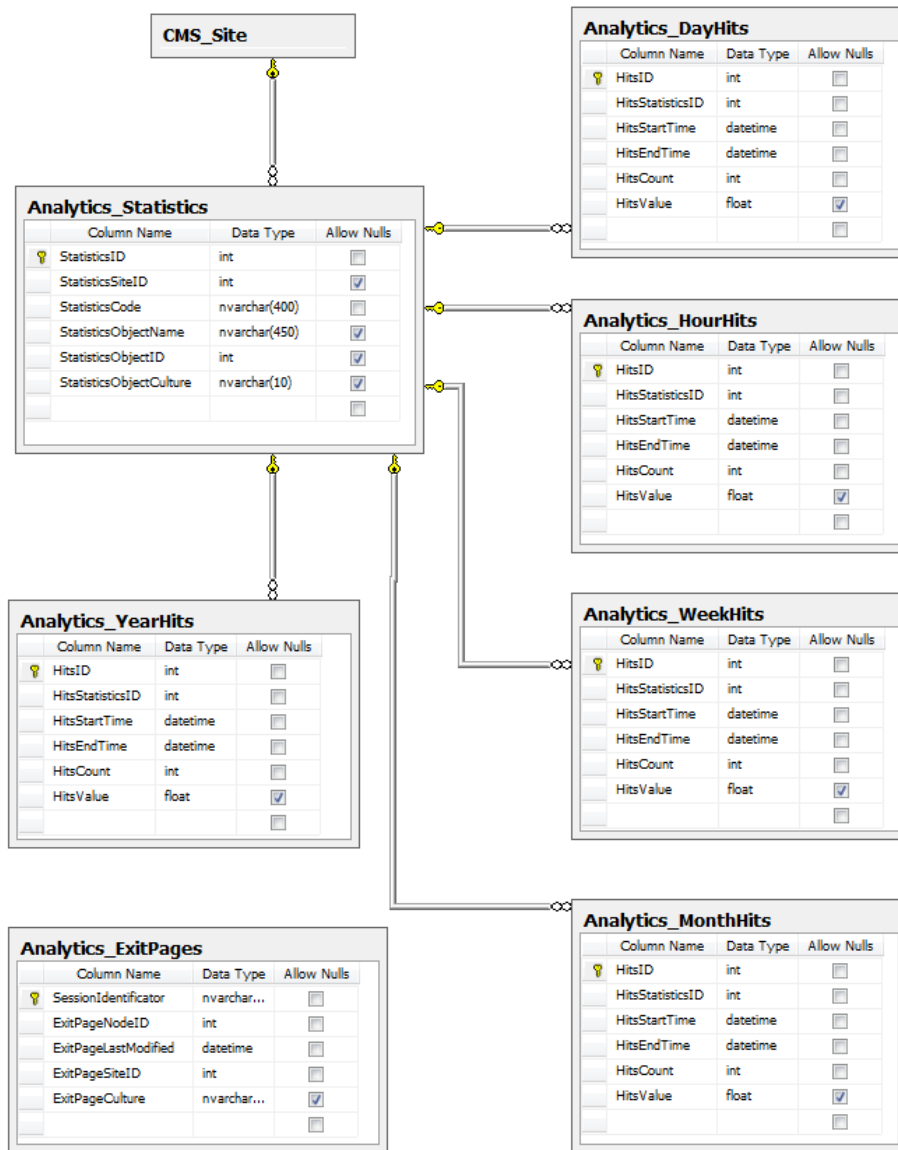 CMS_Site
Analytics_Statistics
Column Name Data Type Allow Nulls
StatisticsID int
StatisticsSiteID int
StatisticsCode nvarchar(400)
StatisticsObjectName nvarchar(450)
StatisticsObjectID int
StatisticsObjectCulture nvarchar(10)
Analytics_YearHits
Column Name Data Type Allow Nulls
HitsID int
HitsStatisticsID int
HitsStartTime datetime
HitsEndTime datetime
HitsCount int
HitsValue float
Analytics_ExitPages
Column Name Data Type Allow Nulls
SessionIdentificator nvarchar...
ExitPageNodeID int
ExitPageLastModified datetime
ExitPageSiteID int
ExitPageCulture nvarchar...
Analytics_DayHits
Column Name Data Type Allow Nulls
HitsID int
HitsStatisticsID int
HitsStartTime datetime
HitsEndTime datetime
HitsCount int
HitsValue float
Analytics_HourHits
Column Name Data Type Allow Nulls
HitsID int
HitsStatisticsID int
HitsStartTime datetime
HitsEndTime datetime
HitsCount int
HitsValue float
Analytics_WeekHits
Column Name Data Type Allow Nulls
HitsID int
HitsStatisticsID int
HitsStartTime datetime
HitsEndTime datetime
HitsCount int
HitsValue float
Analytics_MonthHits
Column Name Data Type Allow Nulls
HitsID int
HitsStatisticsID int
HitsStartTime datetime
HitsEndTime datetime
HitsCount int
HitsValue float